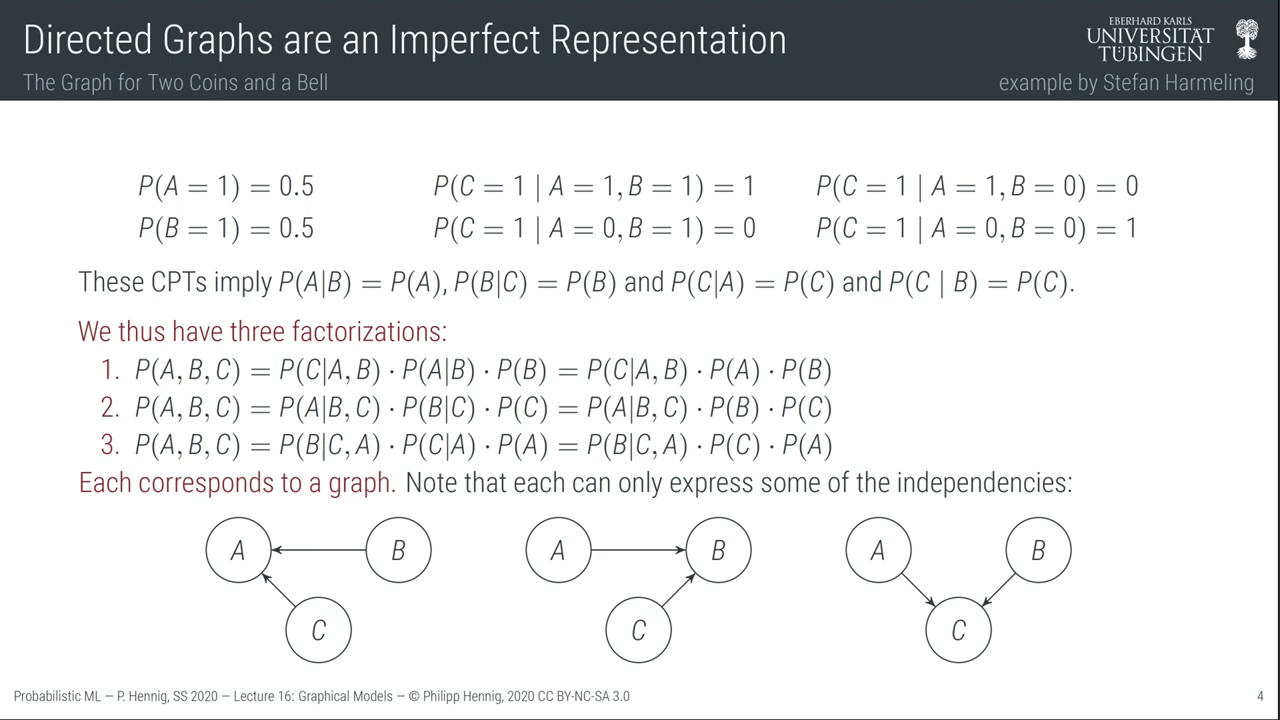 Directed Graphs are an Imperfect Representation
The Graph for Two Coins and a Bell
EBERHARD KARLS
UNIVERSITÄT
TÜBINGEN
example by Stefan Harmeling
P(A = 1) = 0.5 P(C = 1 | A = 1, B = 1) = 1 P(C = 1 | A = 1, B = 0) = 0
P(B = 1) = 0.5 P(C = 1 | A = 0, B = 1) = 0 P(C = 1 | A = 0, B = 0) = 1
These CPTs imply P(A|B) = P(A), P(B|C) = P(B) and P(C|A) = P(C) and P(C | B) = P(C).
We thus have three factorizations:
1. P(A, B, C) = P(C|A, B) · P(A|B) · P(B) = P(C|A, B) · P(A) · P(B)
2. P(A, B, C) = P(A|B, C) · P(B|C) · P(C) = P(A|B, C) · P(B) · P(C)
3. P(A, B, C) = P(B|C, A) · P(C|A) · P(A) = P(B|C, A) · P(C) · P(A)
Each corresponds to a graph. Note that each can only express some of the independencies:
A B A B A B
C C C
Probabilistic ML — P. Hennig, SS 2020 — Lecture 16: Graphical Models — © Philipp Hennig, 2020 CC BY-NC-SA 3.0 4